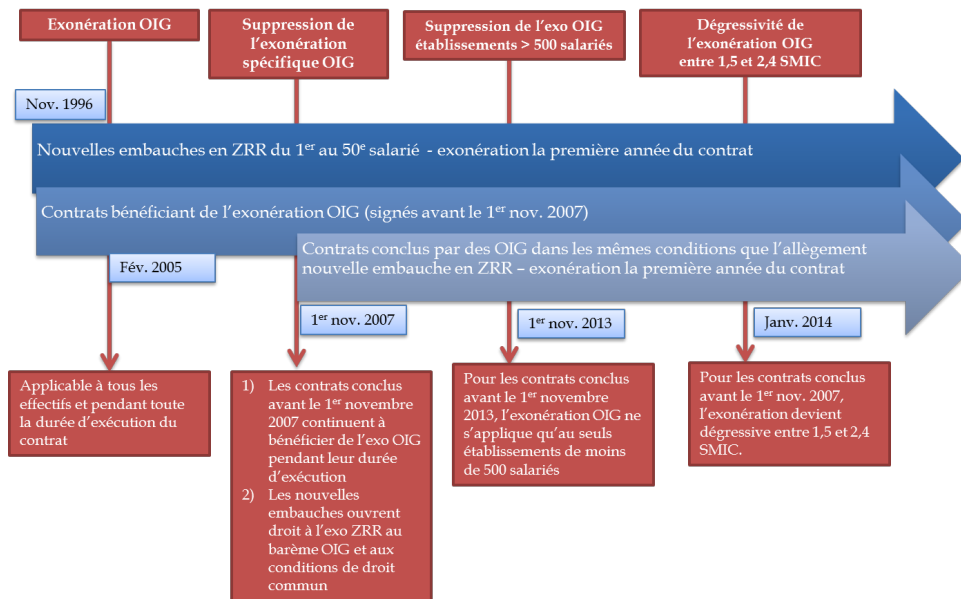 Exonération OIG
Suppression de
l'exonération
spécifique OIG
Suppression de l'exo OIG
établissements > 500 salariés
Dégressivité de
l'exonération OIG
entre 1,5 et 2,4 SMIC
Nov. 1996
Nouvelles embauches en ZRR du 1er au 50e salarié - exonération la première année du contrat
Contrats bénéficiant de l'exonération OIG (signés avant le 1er nov. 2007)
Contrats conclus par des OIG dans les mêmes conditions que l'allègement
nouvelle embauche en ZRR – exonération la première année du contrat
Fév. 2005
1er nov. 2007
1er nov. 2013
Janv. 2014
Applicable à tous les
effectifs et pendant toute
la durée d'exécution du
contrat
1) Les contrats conclus
avant le 1er novembre
2007 continuent à
bénéficier de l'exo OIG
pendant leur durée
d'exécution
2) Les nouvelles
embauches ouvrent
droit à l'exo ZRR au
barème OIG et aux
conditions de droit
commun
Pour les contrats conclus
avant le 1er novembre
2013, l'exonération OIG ne
s'applique qu'au seuls
établissements de moins
de 500 salariés
Pour les contrats conclus
avant le 1er nov. 2007,
l'exonération devient
dégressive entre 1,5 et 2,4
SMIC.